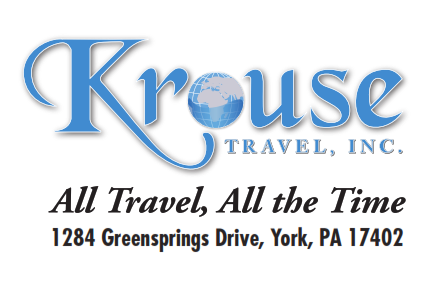 Krouse
TRAVEL, INC.
All Travel, All the Time
1284 Greensprings Drive, York, PA 17402